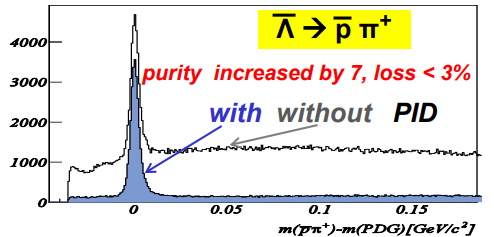 Λ̅ → p̅ π⁺
4000
purity increased by 7, loss < 3%
3000
with without PID
2000
1000
0
0 0.05 0.1 0.15
m(p̅π⁺)-m(PDG)[GeV/c2]